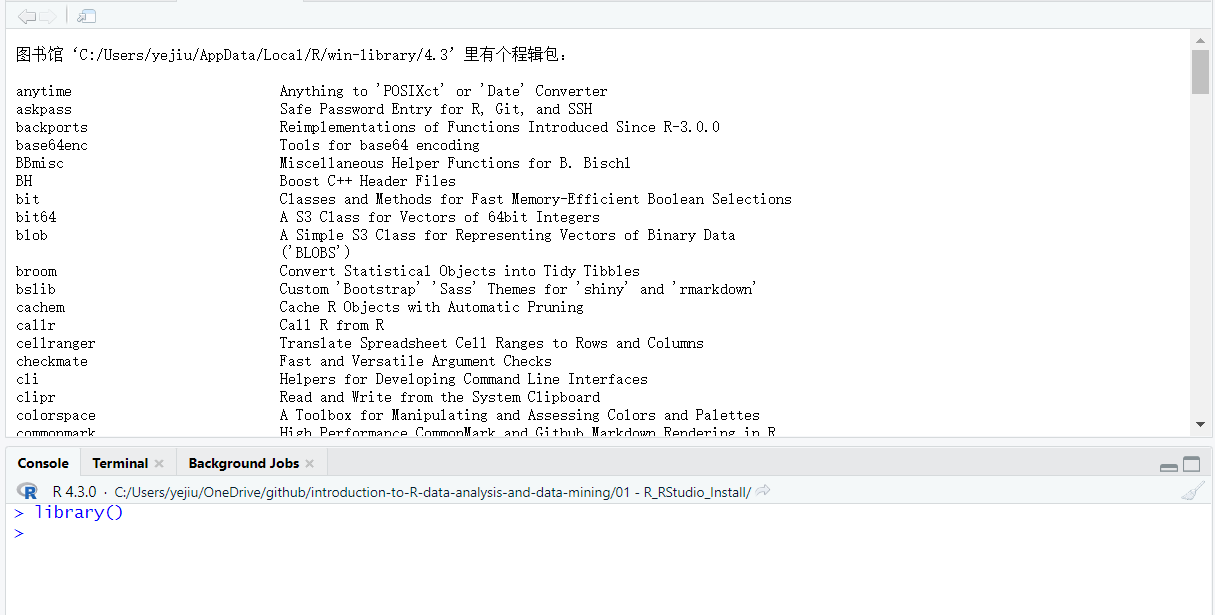 图书馆‘C:/Users/yejiu/AppData/Local/R/win-library/4.3’里有个程辑包：
anytime Anything to 'POSIXct' or 'Date' Converter
askpass Safe Password Entry for R, Git, and SSH
backports Reimplementations of Functions Introduced Since R-3.0.0
base64enc Tools for base64 encoding
BBmisc Miscellaneous Helper Functions for B. Bischl
BH Boost C++ Header Files
bit Classes and Methods for Fast Memory-Efficient Boolean Selections
bit64 A S3 Class for Vectors of 64bit Integers
blob A Simple S3 Class for Representing Vectors of Binary Data
('BLOBS')
broom Convert Statistical Objects into Tidy Tibbles
bslib Custom 'Bootstrap' 'Sass' Themes for 'shiny' and 'rmarkdown'
cachem Cache R Objects with Automatic Pruning
callr Call R from R
cellranger Translate Spreadsheet Cell Ranges to Rows and Columns
checkmate Fast and Versatile Argument Checks
cli Helpers for Developing Command Line Interfaces
clipr Read and Write from the System Clipboard
colorspace A Toolbox for Manipulating and Assessing Colors and Palettes
commonmark High Performance CommonMark and Github Markdown Rendering in R
Console Terminal Background Jobs
R R 4.3.0 · C:/Users/yejiu/OneDrive/github/introduction-to-R-data-analysis-and-data-mining/01 - R_RStudio_Install/
> library()
>